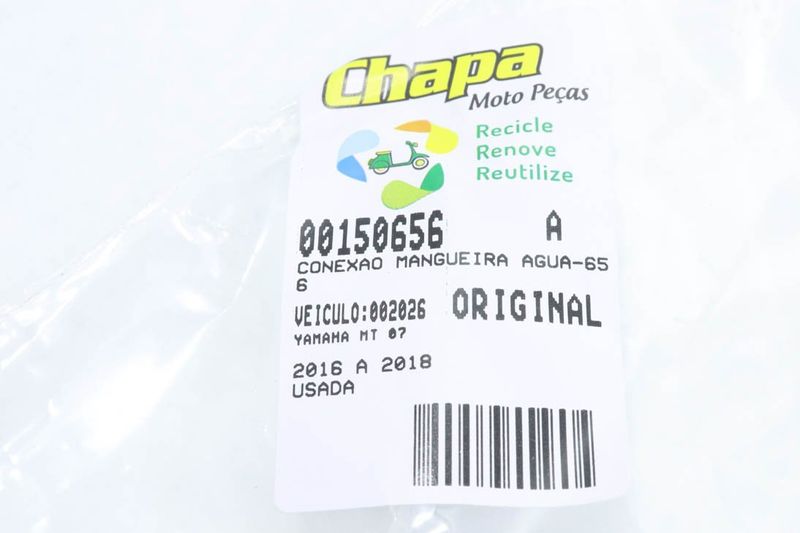 Chapa
Moto Peças
Recicle
Renove
Reutilize
00150656 A
CONEXAO MANGUEIRA AGUA-65
6
VEICULO:002026 ORIGINAL
YAMAHA MT 07
2016 A 2018
USADA